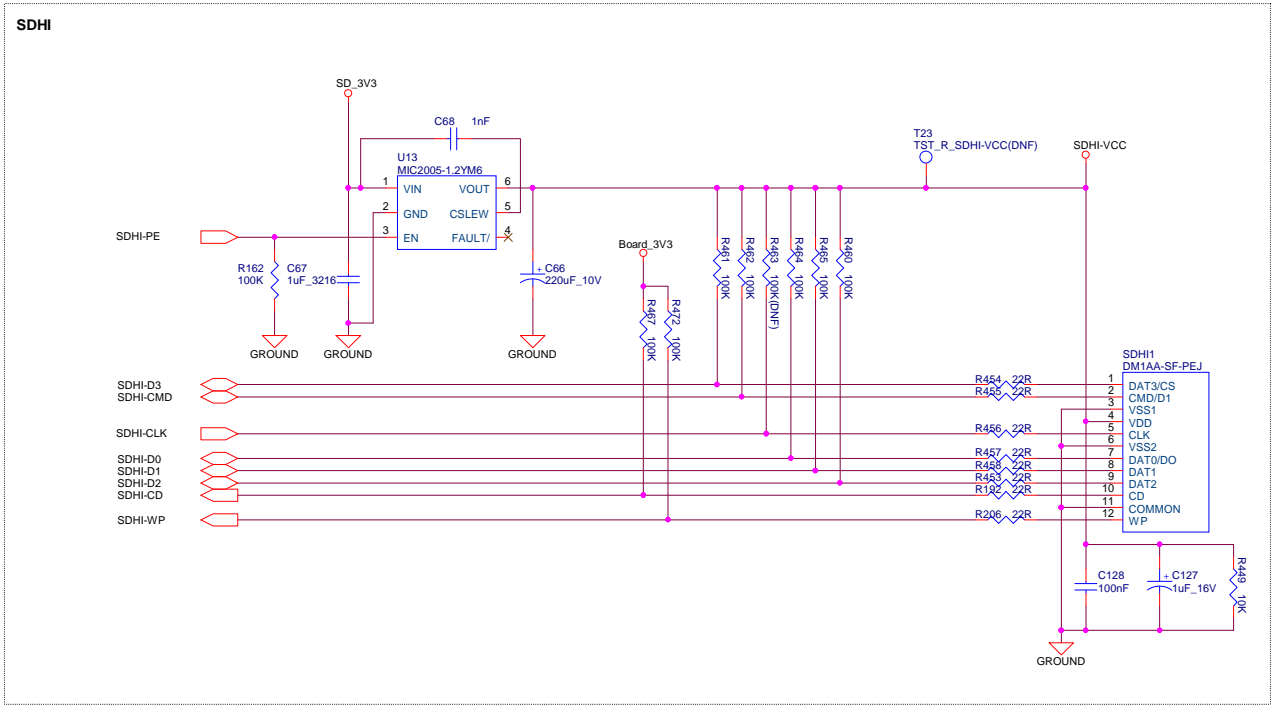 SDHI
SD_3V3
C68 1nF
U13
MIC2005-1.2YM6
1 VIN VOUT 6
2 GND CSLEW 5
3 EN FAULT/ 4
SDHI-PE
R162
100K
C67
1uF_3216
GROUND
GROUND
+ C66
220uF_10V
GROUND
Board_3V3
R467 100K
R472 100K
R461 100K
R462 100K
R463 100K(DNF)
R464 100K
R465 100K
R460 100K
T23
TST_R_SDHI-VCC(DNF)
SDHI-VCC
SDHI1
DM1AA-SF-PEJ
SDHI-D3 R454 22R 1 DAT3/CS
SDHI-CMD R455 22R 2 CMD/D1
3 VSS1
4 VDD
SDHI-CLK R456 22R 5 CLK
6 VSS2
SDHI-D0 R457 22R 7 DAT0/DO
SDHI-D1 R458 22R 8 DAT1
SDHI-D2 R453 22R 9 DAT2
SDHI-CD R192 22R 10 CD
11 COMMON
SDHI-WP R206 22R 12 WP
C128
100nF
+ C127
1uF_16V
R449 10K
GROUND